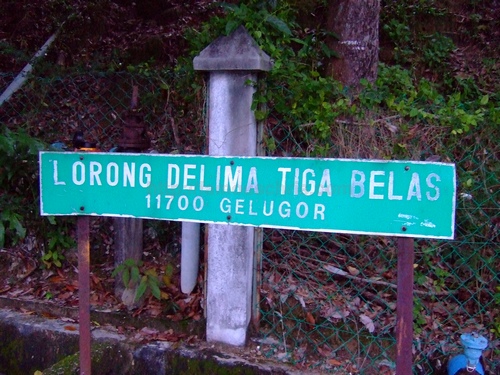 LORONG DELIMA TIGA BELAS
11700 GELUGOR